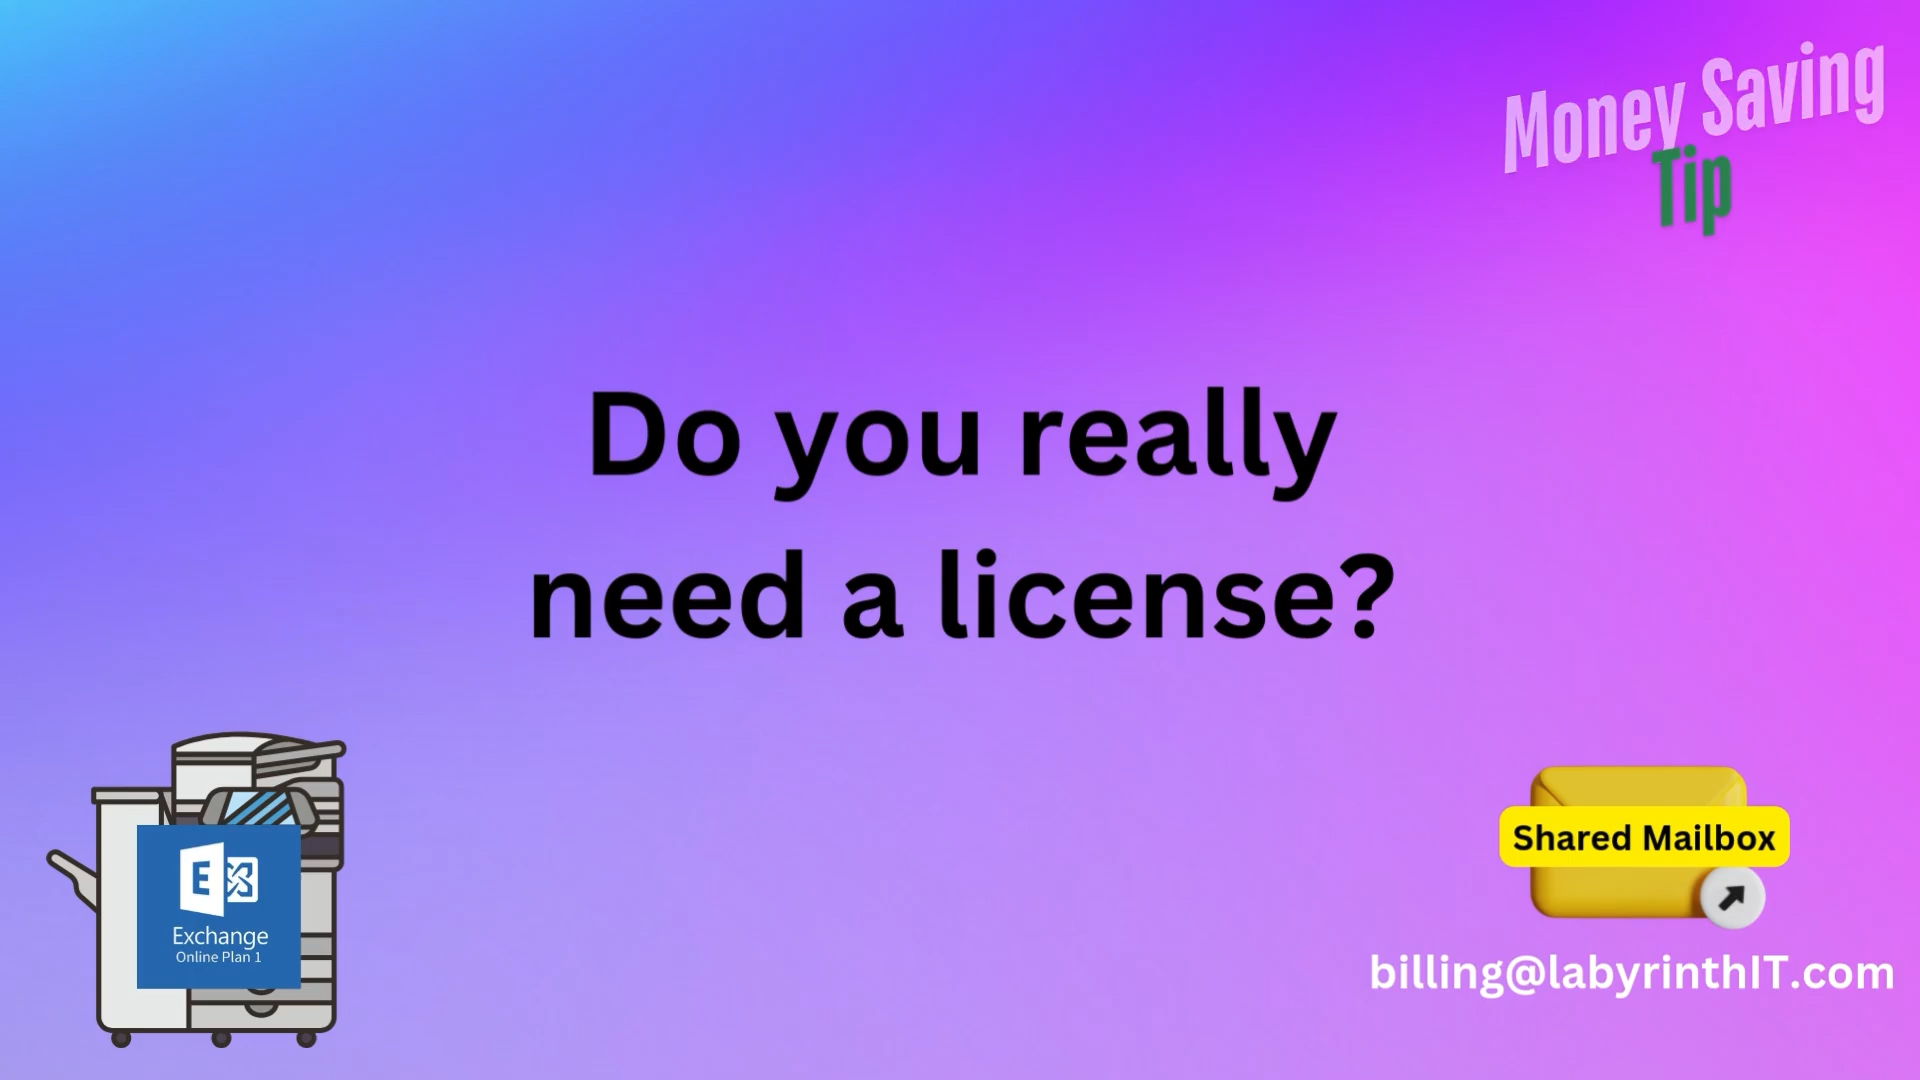 Money Saving
Tip
Do you really
need a license?
E
Exchange
Online Plan 1
Shared Mailbox
billing@labyrinthIT.com